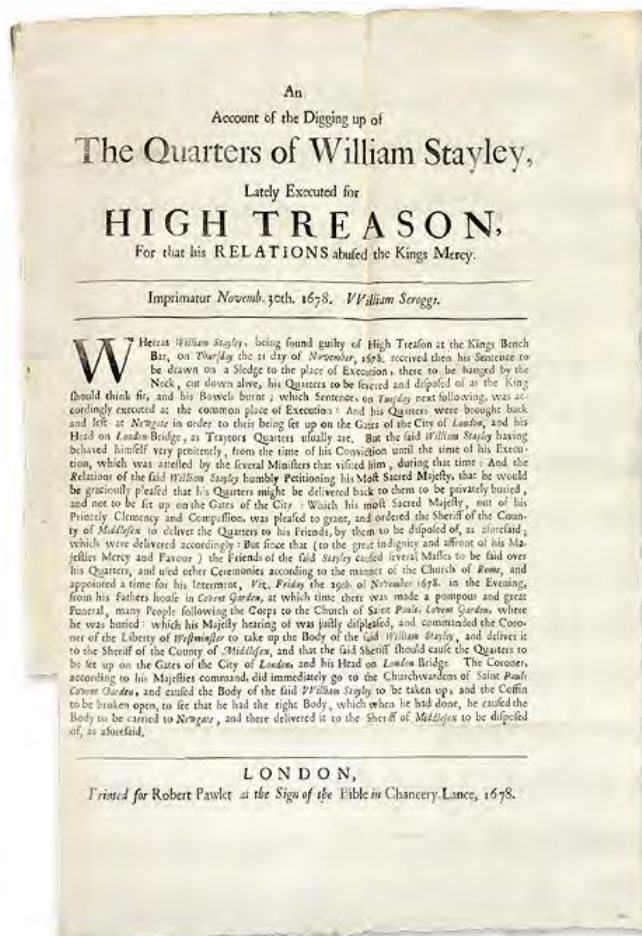 An
Account of the Digging up of
The Quarters of William Stayley,
Lately Executed for
HIGH TREASON,
For that his RELATIONS abused the Kings Mercy.
Imprimatur Novemb. 30th. 1678. VVilliam Scroggs.
WHereas William Stayley, being found guilty of High Treason at the Kings Bench
Bar, on Thursday the 21 day of November, 1678. received then his Sentence to
be drawn on a Sledge to the place of Execution, there to be hanged by the
Neck, cut down alive, his Quarters to be severed and disposed of as the King
should think fit, and his Bowels burnt; which Sentence, on Tuesday next following, was ac-
cordingly executed at the common place of Execution: And his Quarters were brought back
and left at Newgate in order to their being set up on the Gates of the City of London, and his
Head on London Bridge, as Traytors Quarters usually are. But the said William Stayley having
behaved himself very penitently, from the time of his Conviction until the time of his Execu-
tion, which was attested by the several Ministers that visited him, during that time: And the
Relations of the said William Stayley humbly Petitioning his Most Sacred Majesty, that he would
be graciously pleased that his Quarters might be delivered back to them to be privately buried,
and not to be set up on the Gates of the City: Which his most Sacred Majesty, out of his
Princely Clemency and Compassion, was pleased to grant, and ordered the Sheriff of the Coun-
ty of Middlesex to deliver the Quarters to his Friends, by them to be disposed of, as aforesaid;
which were delivered accordingly: But since that (to the great indignity and affront of his Ma-
jesties Mercy and Favour) the Friends of the said Stayley caused several Masses to be said over
his Quarters, and used other Ceremonies according to the manner of the Church of Rome, and
appointed a time for his Interment, Viz. Friday the 29th of November 1678. in the Evening,
from his Fathers house in Covent Garden, at which time there was made a pompous and great
Funeral, many People following the Corps to the Church of Saint Pauls Covent Garden, where
he was buried: which his Majesty hearing of was justly displeased, and commanded the Coro-
ner of the Liberty of Westminster to take up the Body of the said William Stayley, and deliver it
to the Sheriff of the County of Middlesex, and that the said Sheriff should cause the Quarters to
be set up on the Gates of the City of London, and his Head on London Bridge. The Coroner,
according to his Majesties command, did immediately go to the Churchwardens of Saint Pauls
Covent Garden, and caused the Body of the said VVilliam Stayley to be taken up, and the Coffin
to be broken open, to see that he had the right Body, which when he had done, he caused the
Body to be carried to Newgate, and there delivered it to the Sheriff of Middlesex to be disposed
of, as aforesaid.
LONDON,
Printed for Robert Pawlet at the Sign of the Bible in Chancery-Lance, 1678.